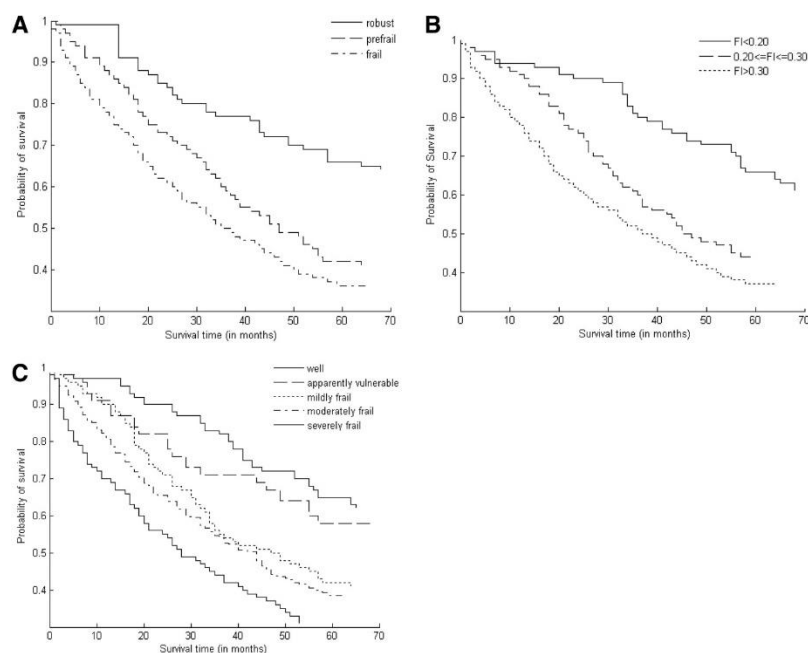 A
robust
prefrail
frail
1
0.9
0.8
0.7
0.6
0.5
0.4
Probability of survival
0 10 20 30 40 50 60 70
Survival time (in months)
B
FI<0.20
0.20<=FI<=0.30
FI>0.30
1
0.9
0.8
0.7
0.6
0.5
0.4
Probability of Survival
0 10 20 30 40 50 60 70
Survival time (in months)
C
well
apparently vulnerable
mildly frail
moderately frail
severely frail
1
0.9
0.8
0.7
0.6
0.5
0.4
Probability of survival
0 10 20 30 40 50 60 70
Survival time (in months)